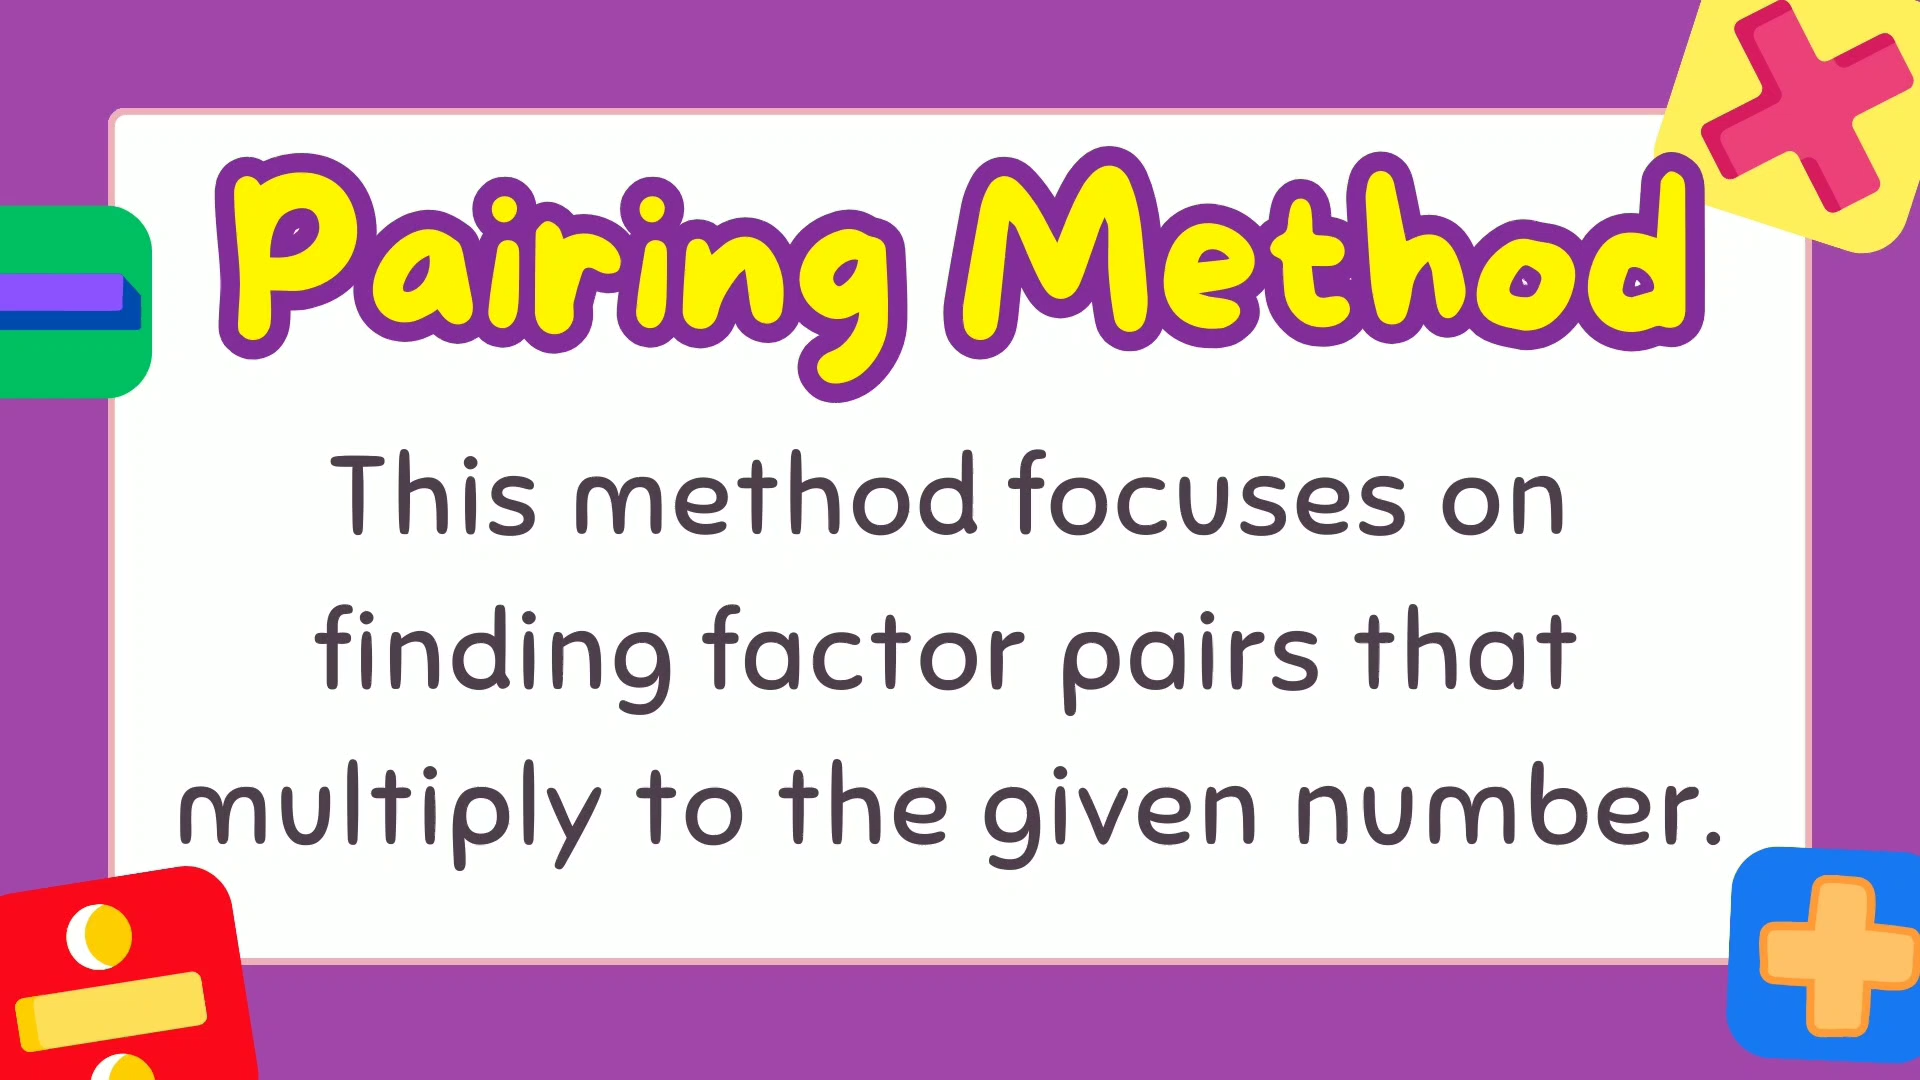 Pairing Method
This method focuses on
finding factor pairs that
multiply to the given number.